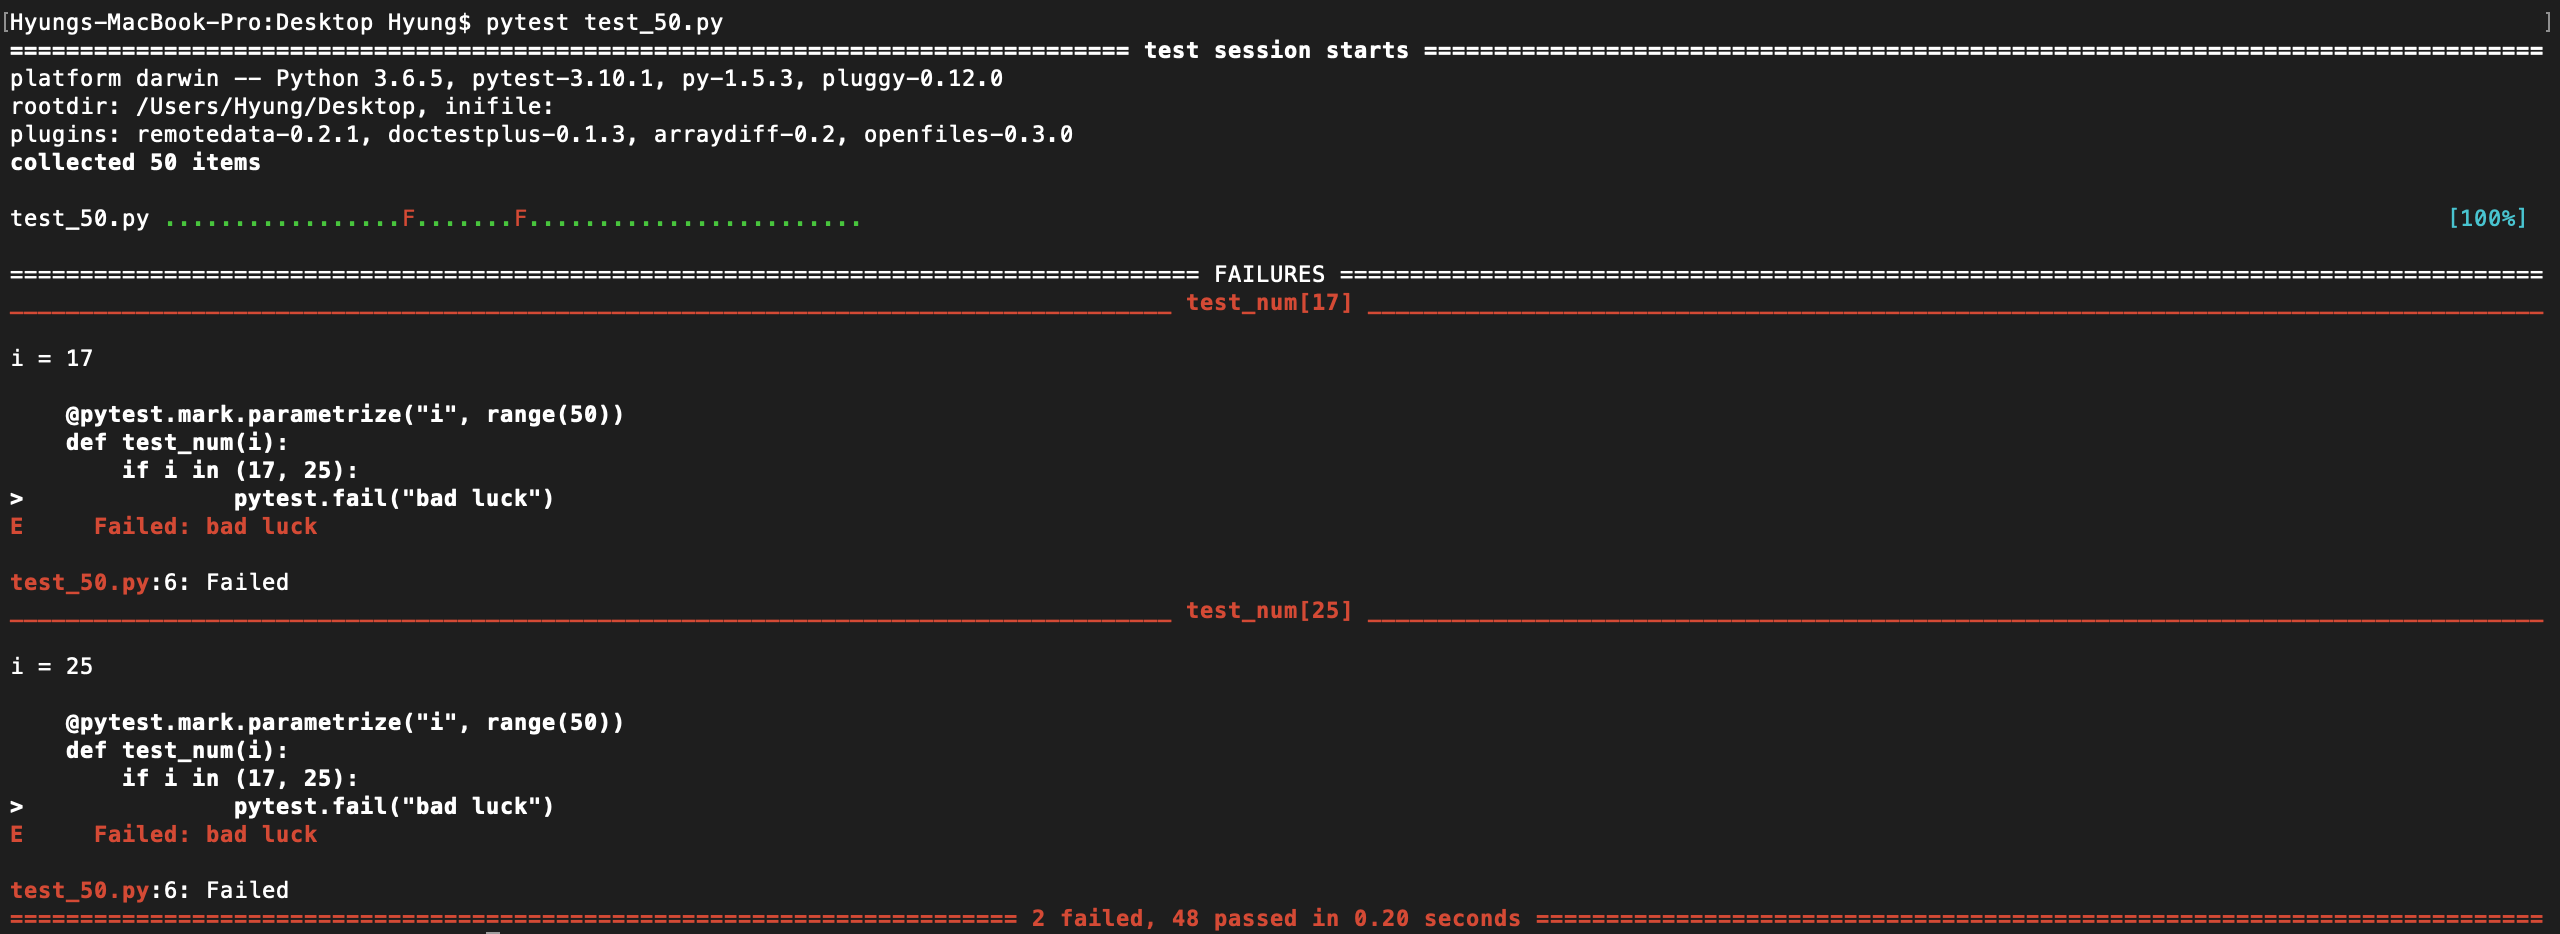 [Hyungs-MacBook-Pro:Desktop Hyung$ pytest test_50.py ]
================================================================================ test session starts ================================================================================
platform darwin -- Python 3.6.5, pytest-3.10.1, py-1.5.3, pluggy-0.12.0
rootdir: /Users/Hyung/Desktop, inifile:
plugins: remotedata-0.2.1, doctestplus-0.1.3, arraydiff-0.2, openfiles-0.3.0
collected 50 items
test_50.py .................F.......F........................ [100%]
===================================================================================== FAILURES ======================================================================================
___________________________________________________________________________________ test_num[17] ____________________________________________________________________________________
i = 17
    @pytest.mark.parametrize("i", range(50))
    def test_num(i):
        if i in (17, 25):
>               pytest.fail("bad luck")
E     Failed: bad luck
test_50.py:6: Failed
___________________________________________________________________________________ test_num[25] ____________________________________________________________________________________
i = 25
    @pytest.mark.parametrize("i", range(50))
    def test_num(i):
        if i in (17, 25):
>               pytest.fail("bad luck")
E     Failed: bad luck
test_50.py:6: Failed
======================================================================== 2 failed, 48 passed in 0.20 seconds ========================================================================